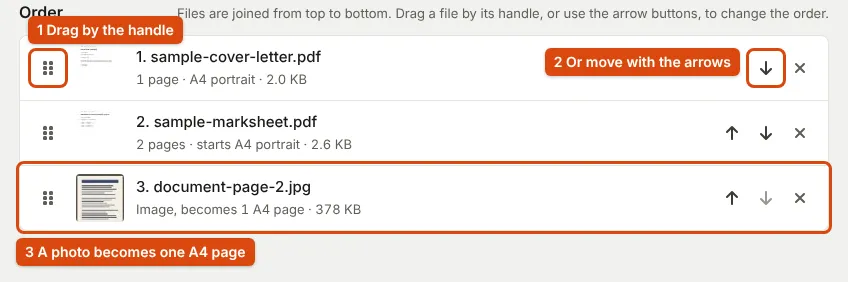 Order
Files are joined from top to bottom. Drag a file by its handle, or use the arrow buttons, to change the order.
1 Drag by the handle
1. sample-cover-letter.pdf
1 page · A4 portrait · 2.0 KB
2 Or move with the arrows
2. sample-marksheet.pdf
2 pages · starts A4 portrait · 2.6 KB
3. document-page-2.jpg
Image, becomes 1 A4 page · 378 KB
3 A photo becomes one A4 page